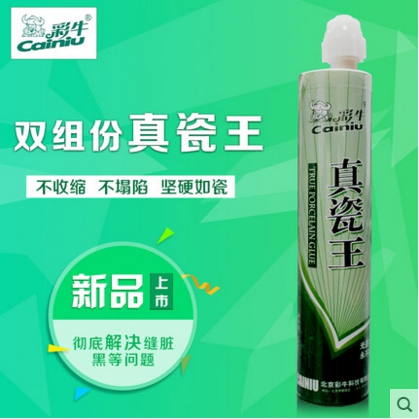 彩牛®
Cainiu
双组份真瓷王
不收缩 不塌陷 坚硬如瓷
新品上市
彻底解决缝脏
黑等问题
彩牛®
Cainiu
真瓷王
TRUE PORCELAIN GLUE
CAINIU
北京彩牛科技有限